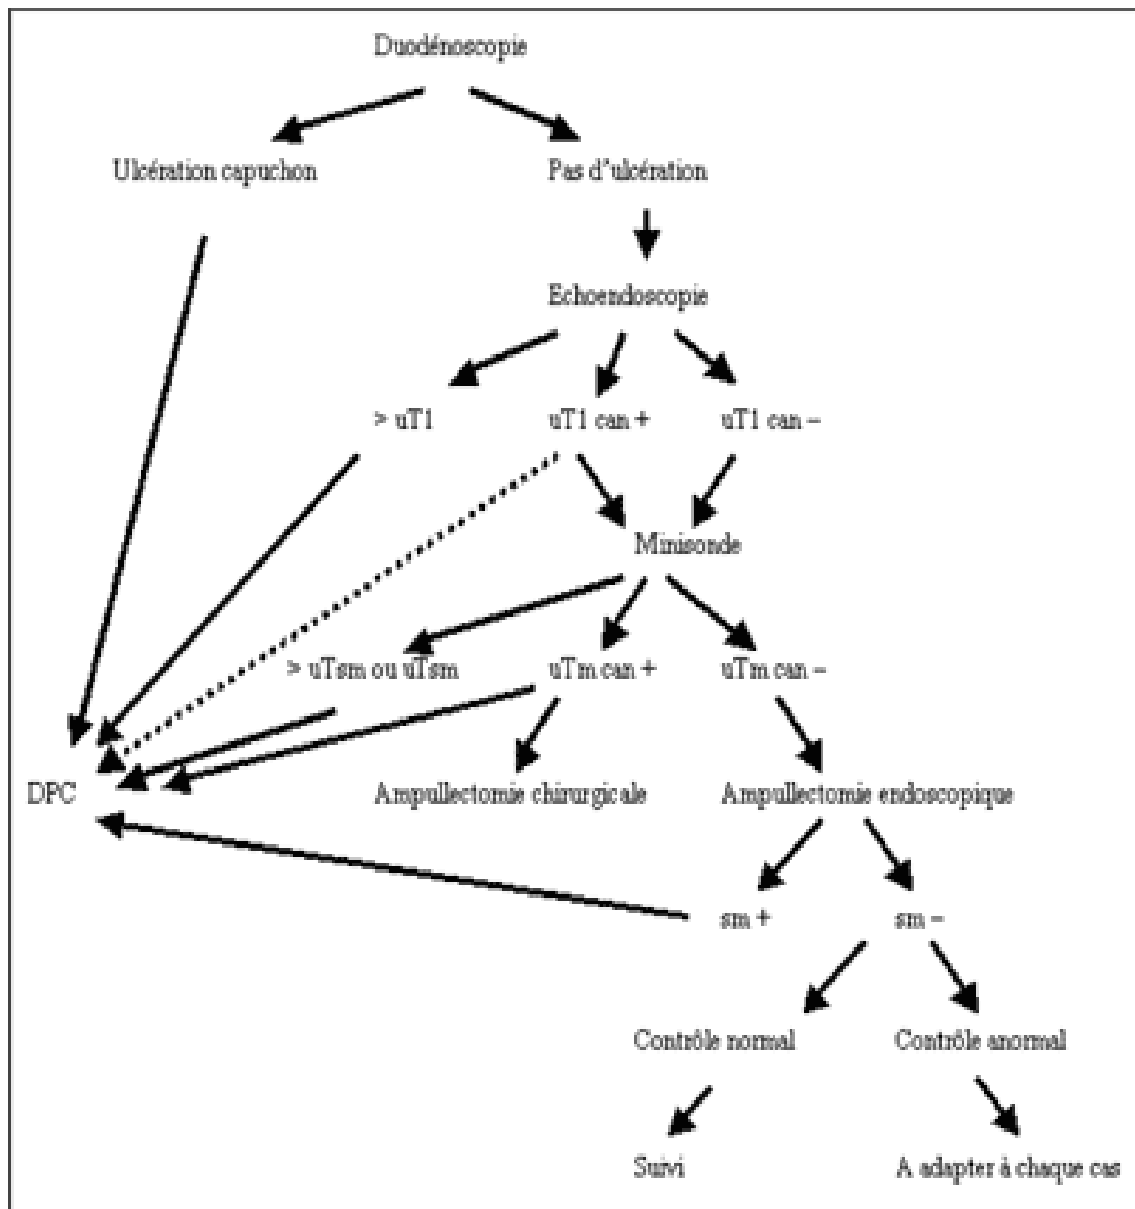 Duodénoscopie
Ulcération capuchon
Pas d'ulcération
Echoendoscopie
> uT1
uT1 can +
uT1 can –
Minisonde
> uTsm ou uTsm
uTm can +
uTm can –
DPC
Ampullectomie chirurgicale
Ampullectomie endoscopique
sm +
sm –
Contrôle normal
Contrôle anormal
Suivi
A adapter à chaque cas